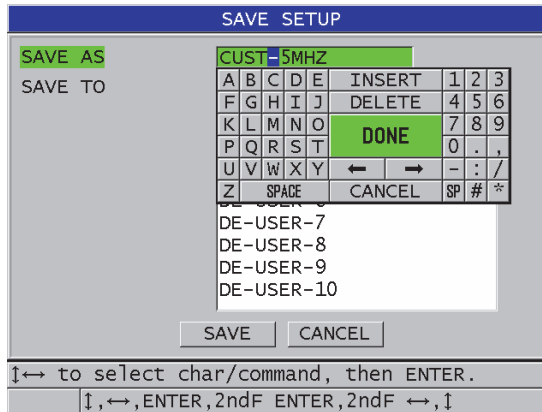 SAVE SETUP
SAVE AS CUST-5MHZ
SAVE TO
A B C D E INSERT 1 2 3
F G H I J DELETE 4 5 6
K L M N O DONE 7 8 9
P Q R S T 0 . ,
U V W X Y ← → - : /
Z SPACE CANCEL SP # *
DE-USER-7
DE-USER-8
DE-USER-9
DE-USER-10
SAVE CANCEL
↕↔ to select char/command, then ENTER.
↕,↔,ENTER,2ndF ENTER,2ndF ↔,↕